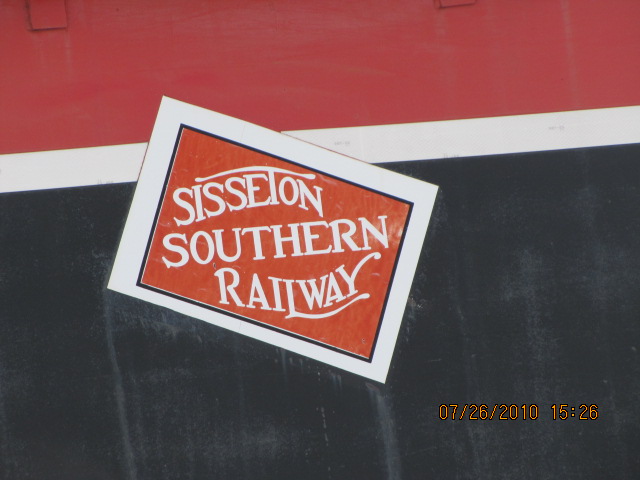 SISSETON
SOUTHERN
RAILWAY
07/26/2010 15:26